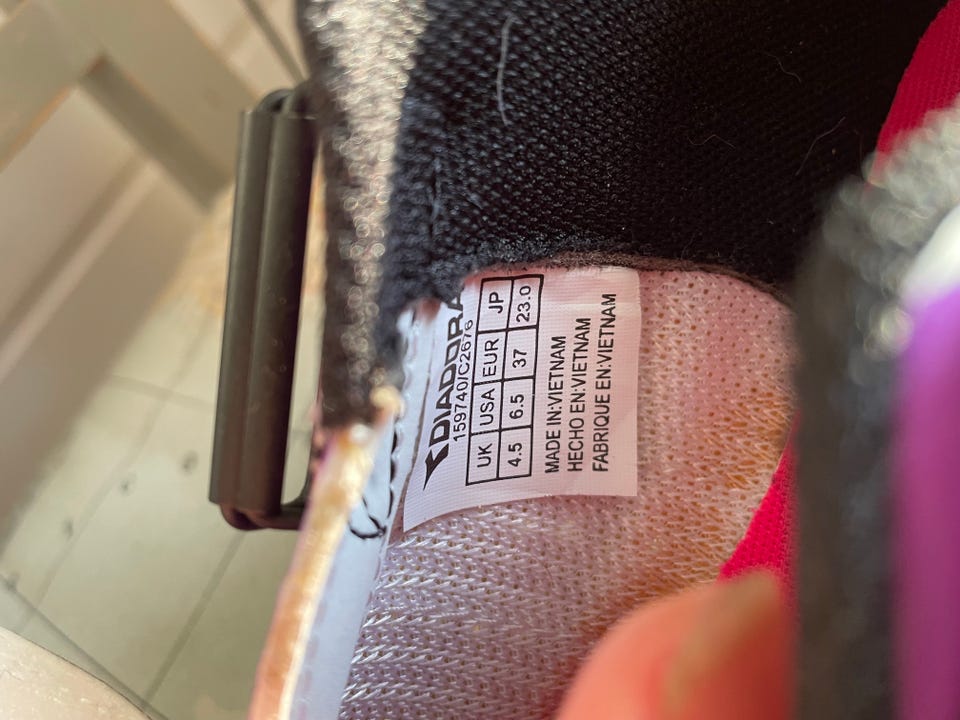 DIADORA
159740/C2676
UK USA EUR JP
4.5 6.5 37 23.0
MADE IN:VIETNAM
HECHO EN:VIETNAM
FABRIQUE EN:VIETNAM